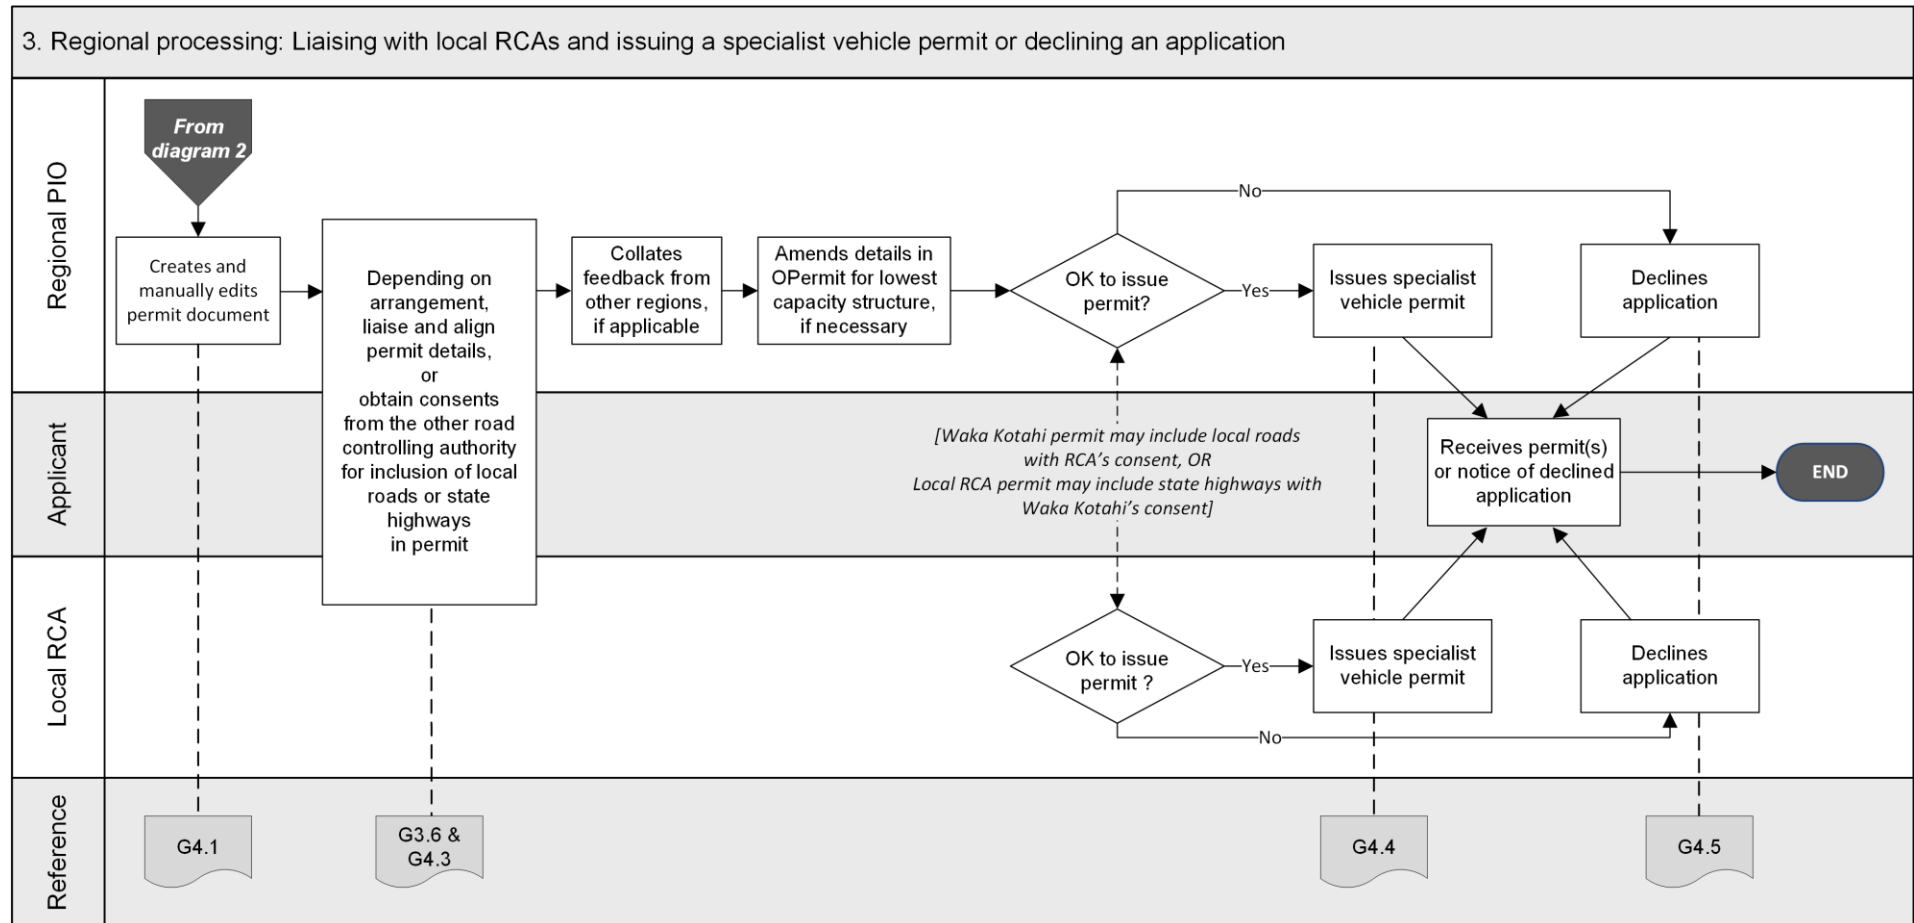 3. Regional processing: Liaising with local RCAs and issuing a specialist vehicle permit or declining an application
Regional PIO
From
diagram 2
Creates and
manually edits
permit document
Depending on
arrangement,
liaise and align
permit details,
or
obtain consents
from the other road
controlling authority
for inclusion of local
roads or state
highways
in permit
Collates
feedback from
other regions,
if applicable
Amends details in
OPermit for lowest
capacity structure,
if necessary
OK to issue
permit?
No
Yes
Issues specialist
vehicle permit
Declines
application
Applicant
[Waka Kotahi permit may include local roads
with RCA’s consent, OR
Local RCA permit may include state highways with
Waka Kotahi’s consent]
Receives permit(s)
or notice of declined
application
END
Local RCA
OK to issue
permit ?
Yes
No
Issues specialist
vehicle permit
Declines
application
Reference
G4.1
G3.6 &
G4.3
G4.4
G4.5